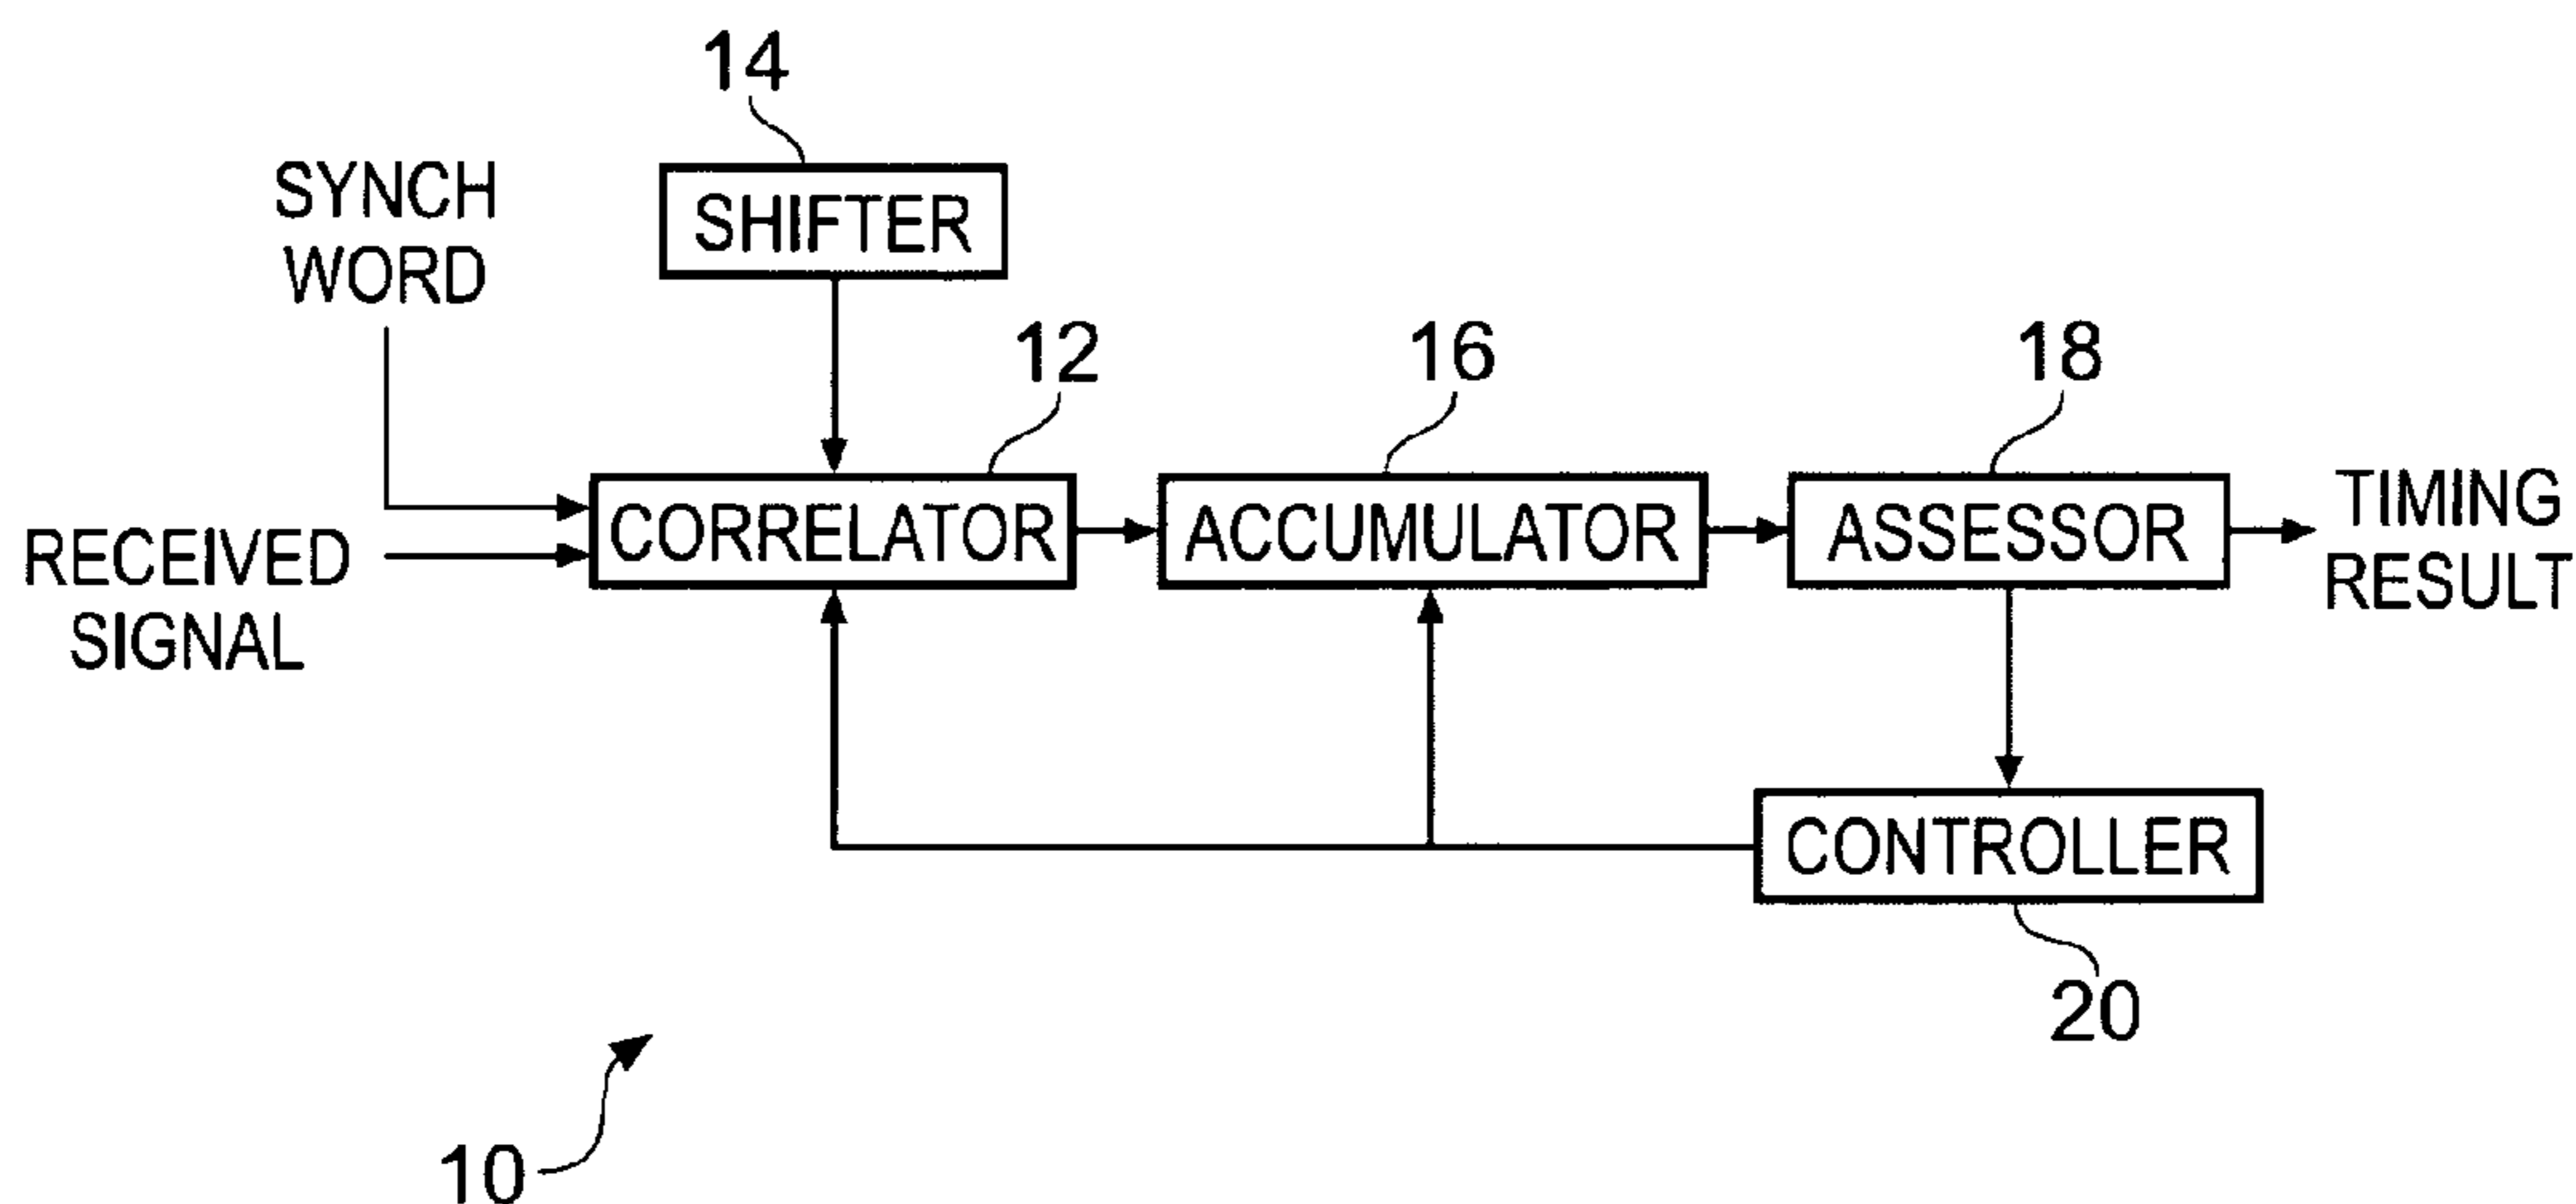 14
SYNCH
WORD
SHIFTER
12
16
18
RECEIVED
SIGNAL
CORRELATOR
ACCUMULATOR
ASSESSOR
TIMING
RESULT
CONTROLLER
20
10